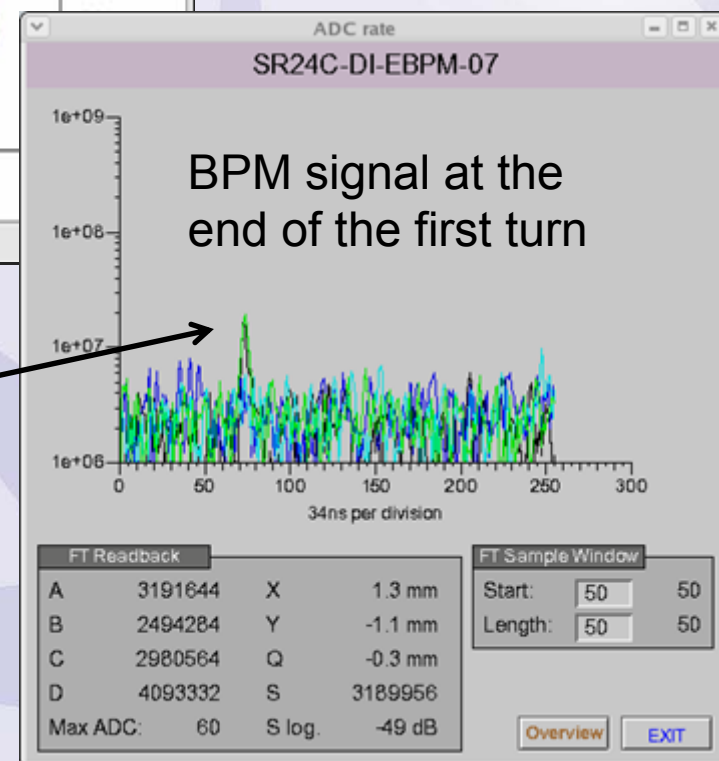 ADC rate
SR24C-DI-EBPM-07
BPM signal at the
end of the first turn
1e+09
1e+08
1e+07
1e+06
0 50 100 150 200 250 300
34ns per division
FT Readback
A 3191644 X 1.3 mm
B 2494284 Y -1.1 mm
C 2980564 Q -0.3 mm
D 4093332 S 3189956
Max ADC: 60 S log. -49 dB
FT Sample Window
Start: 50 50
Length: 50 50
Overview EXIT